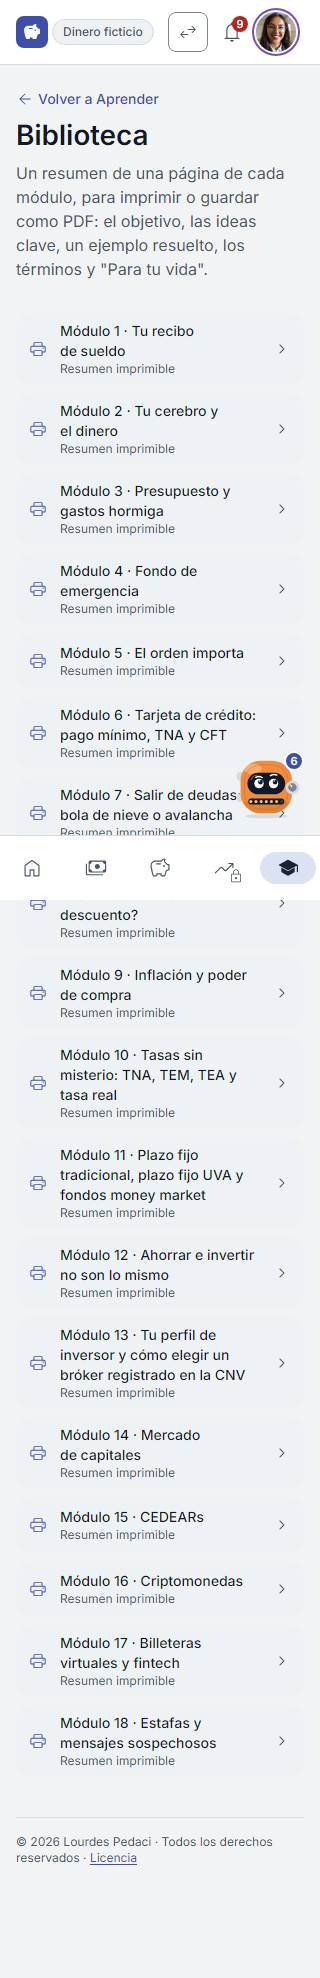 Dinero ficticio
9
Volver a Aprender
Biblioteca
Un resumen de una página de cada
módulo, para imprimir o guardar
como PDF: el objetivo, las ideas
clave, un ejemplo resuelto, los
términos y "Para tu vida".
Módulo 1 · Tu recibo
de sueldo
Resumen imprimible
Módulo 2 · Tu cerebro y
el dinero
Resumen imprimible
Módulo 3 · Presupuesto y
gastos hormiga
Resumen imprimible
Módulo 4 · Fondo de
emergencia
Resumen imprimible
Módulo 5 · El orden importa
Resumen imprimible
Módulo 6 · Tarjeta de crédito:
pago mínimo, TNA y CFT
Resumen imprimible
6
Módulo 7 · Salir de deudas:
bola de nieve o avalancha
Resumen imprimible
descuento?
Resumen imprimible
Módulo 9 · Inflación y poder
de compra
Resumen imprimible
Módulo 10 · Tasas sin
misterio: TNA, TEM, TEA y
tasa real
Resumen imprimible
Módulo 11 · Plazo fijo
tradicional, plazo fijo UVA y
fondos money market
Resumen imprimible
Módulo 12 · Ahorrar e invertir
no son lo mismo
Resumen imprimible
Módulo 13 · Tu perfil de
inversor y cómo elegir un
bróker registrado en la CNV
Resumen imprimible
Módulo 14 · Mercado
de capitales
Resumen imprimible
Módulo 15 · CEDEARs
Resumen imprimible
Módulo 16 · Criptomonedas
Resumen imprimible
Módulo 17 · Billeteras
virtuales y fintech
Resumen imprimible
Módulo 18 · Estafas y
mensajes sospechosos
Resumen imprimible
© 2026 Lourdes Pedaci · Todos los derechos
reservados · Licencia